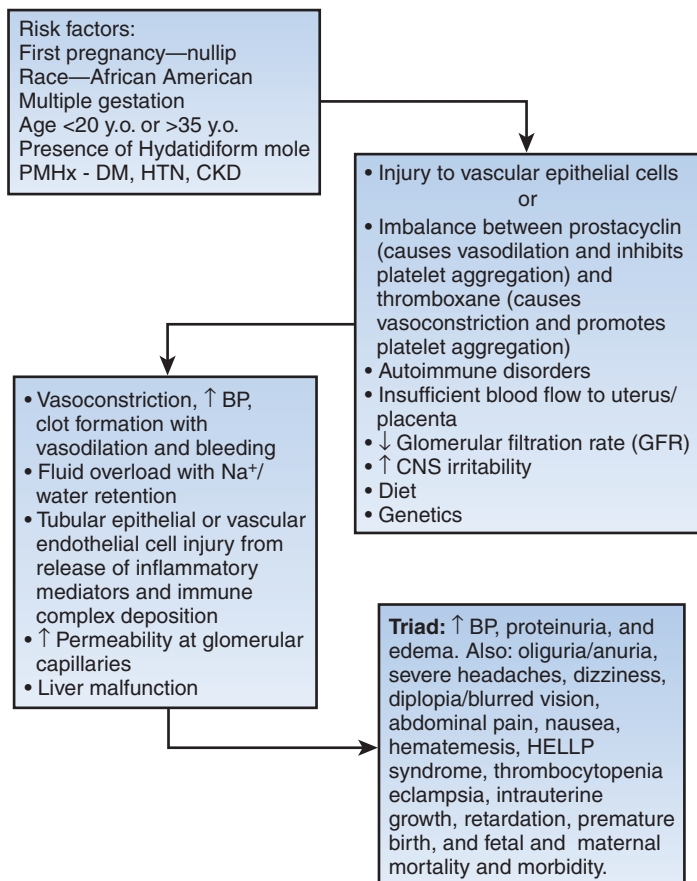 Risk factors:
First pregnancy—nullip
Race—African American
Multiple gestation
Age <20 y.o. or >35 y.o.
Presence of Hydatidiform mole
PMHx - DM, HTN, CKD
• Injury to vascular epithelial cells
or
• Imbalance between prostacyclin
(causes vasodilation and inhibits
platelet aggregation) and
thromboxane (causes
vasoconstriction and promotes
platelet aggregation)
• Autoimmune disorders
• Insufficient blood flow to uterus/
placenta
• ↓ Glomerular filtration rate (GFR)
• ↑ CNS irritability
• Diet
• Genetics
• Vasoconstriction, ↑ BP,
clot formation with
vasodilation and bleeding
• Fluid overload with Na⁺/
water retention
• Tubular epithelial or vascular
endothelial cell injury from
release of inflammatory
mediators and immune
complex deposition
• ↑ Permeability at glomerular
capillaries
• Liver malfunction
Triad: ↑ BP, proteinuria, and
edema. Also: oliguria/anuria,
severe headaches, dizziness,
diplopia/blurred vision,
abdominal pain, nausea,
hematemesis, HELLP
syndrome, thrombocytopenia
eclampsia, intrauterine
growth, retardation, premature
birth, and fetal and maternal
mortality and morbidity.